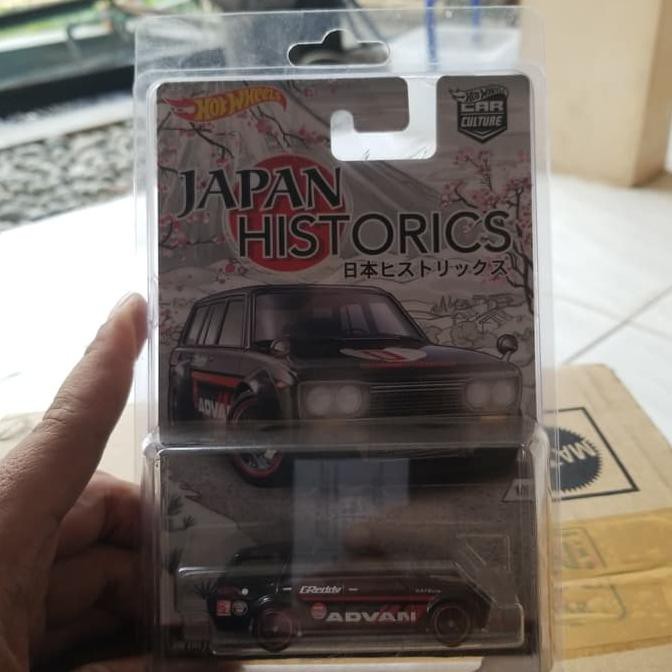 Hot Wheels
Hot Wheels
CAR
CULTURE
JAPAN
HISTORICS
日本ヒストリックス
ADVAN
GReddy
ADVAN